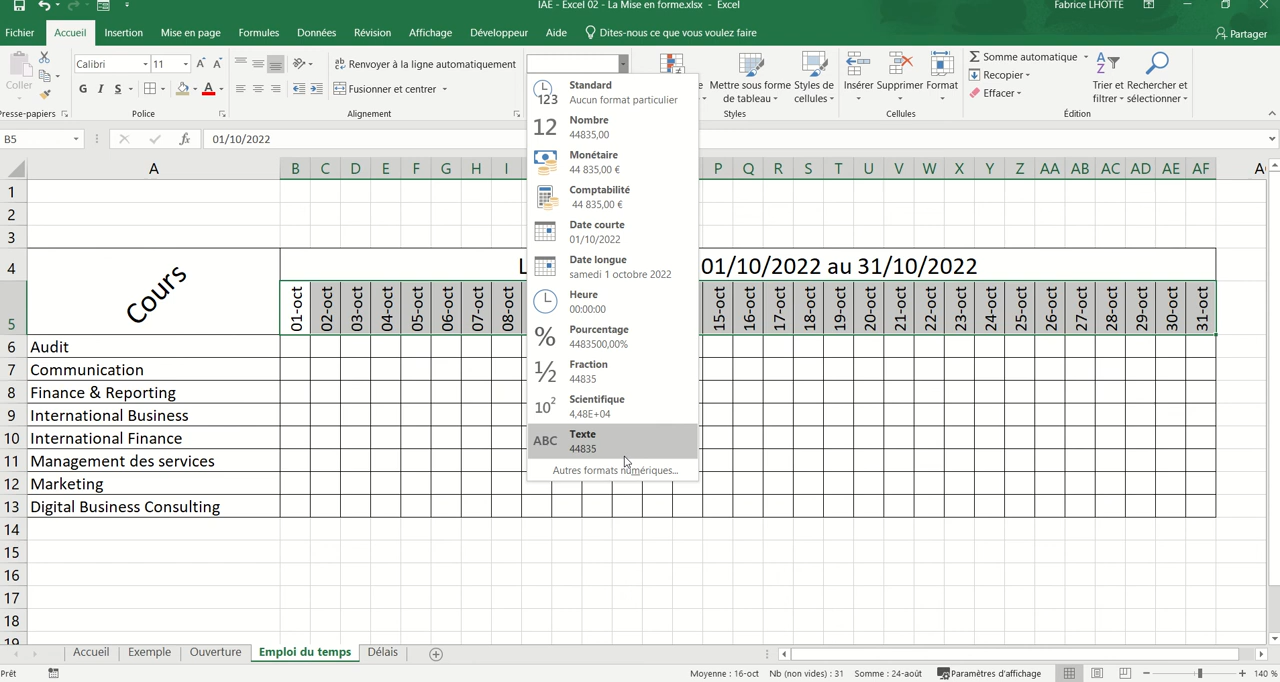 IAE - Excel 02 - La Mise en forme.xlsx - Excel
Fabrice LHOTTE
Fichier Accueil Insertion Mise en page Formules Données Révision Affichage Développeur Aide Dites-nous ce que vous voulez faire Partager
Coller
Calibri 11
Renvoyer à la ligne automatiquement
G I S
Fusionner et centrer
Mettre sous forme de tableau
Styles de cellules
Insérer Supprimer Format
Somme automatique
Recopier
Effacer
Trier et filtrer
Rechercher et sélectionner
Presse-papiers Police Alignement Styles Cellules Édition
B5 fx 01/10/2022
Standard
Aucun format particulier
123
Nombre
44835,00
12
Monétaire
44 835,00 €
Comptabilité
44 835,00 €
Date courte
01/10/2022
Date longue
samedi 1 octobre 2022
Heure
00:00:00
Pourcentage
4483500,00%
%
Fraction
44835
½
Scientifique
4,48E+04
10²
Texte
44835
ABC
Autres formats numériques...
A B C D E F G H I P Q R S T U V W X Y Z AA AB AC AD AE AF
1
2
3
4 Cours 01/10/2022 au 31/10/2022
5 01-oct 02-oct 03-oct 04-oct 05-oct 06-oct 07-oct 08-oct 15-oct 16-oct 17-oct 18-oct 19-oct 20-oct 21-oct 22-oct 23-oct 24-oct 25-oct 26-oct 27-oct 28-oct 29-oct 30-oct 31-oct
6 Audit
7 Communication
8 Finance & Reporting
9 International Business
10 International Finance
11 Management des services
12 Marketing
13 Digital Business Consulting
14
15
16
17
18
19
Accueil Exemple Ouverture Emploi du temps Délais
Prêt
Moyenne : 16-oct Nb (non vides) : 31 Somme : 24-août Paramètres d'affichage 140 %